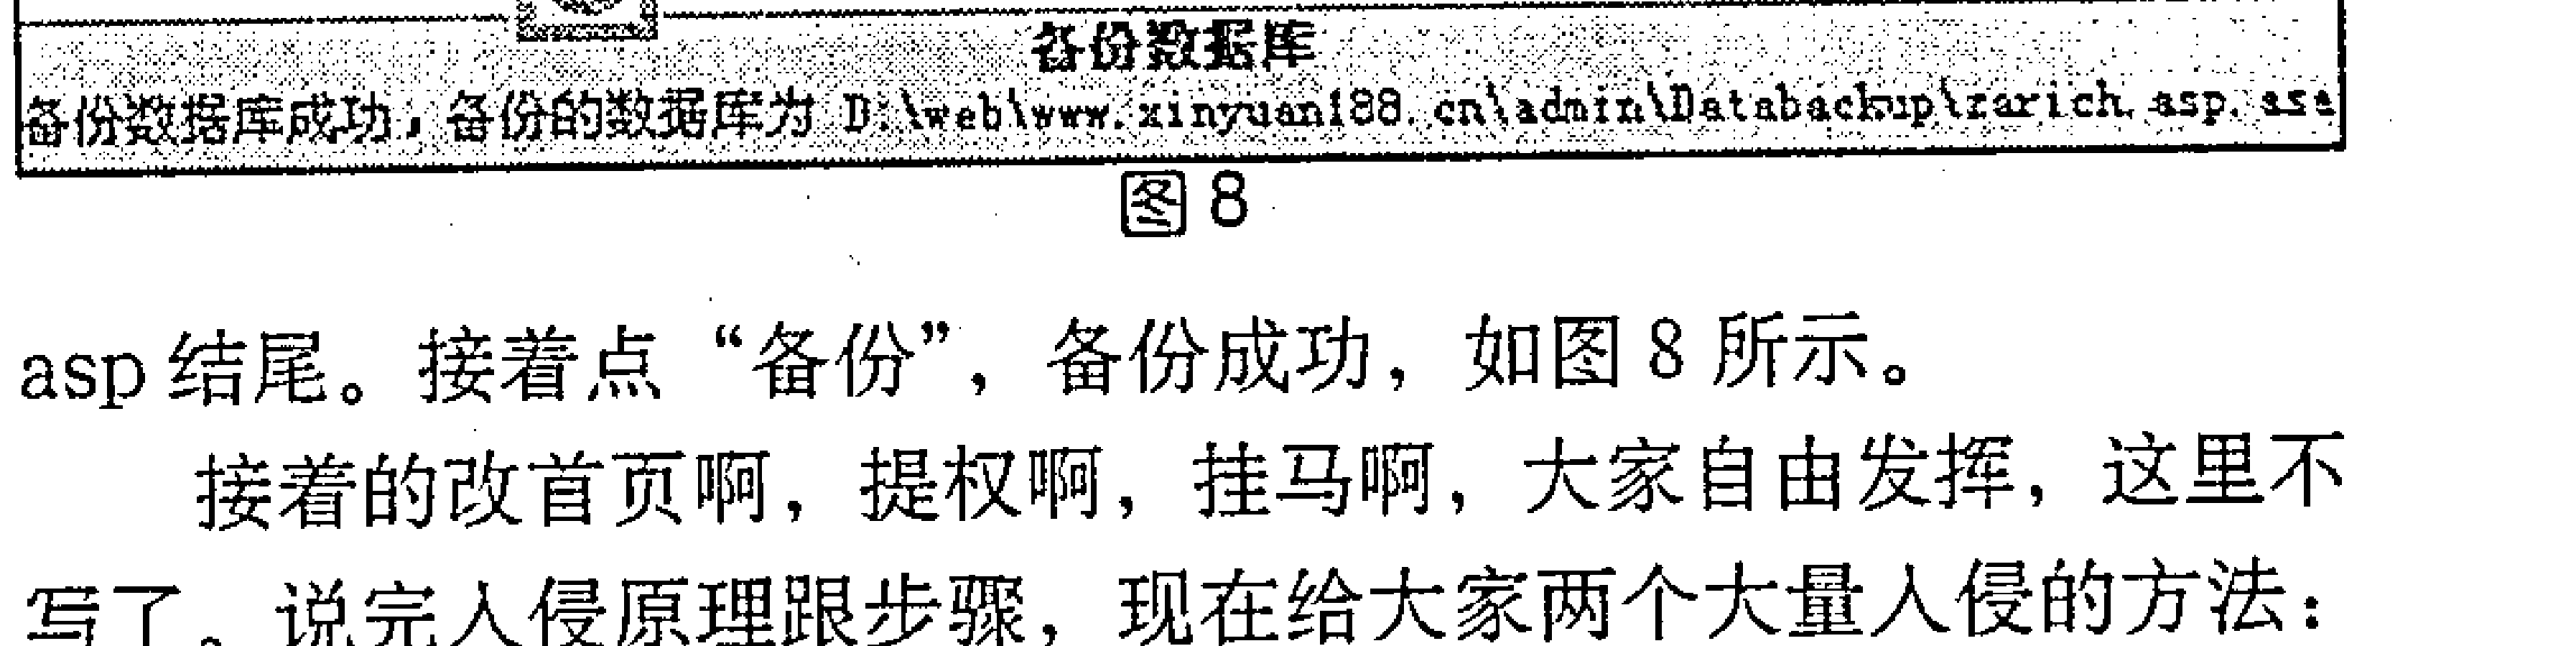 备份数据库
备份数据库成功，备份的数据库为 D:\web\www.xinyuan188.cn\admin\Databackup\rarich.asp.asa
图 8
asp 结尾。接着点“备份”，备份成功，如图 8 所示。
接着的改首页啊，提权啊，挂马啊，大家自由发挥，这里不
写了。说完入侵原理跟步骤，现在给大家两个大量入侵的方法：